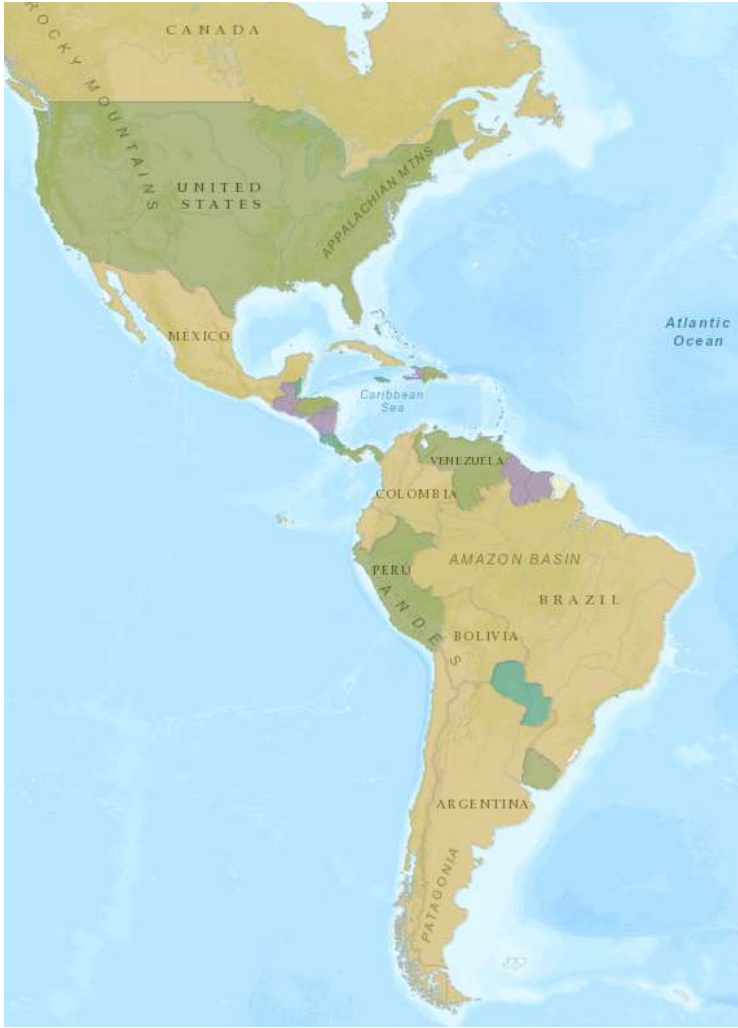 CANADA
ROCKY MOUNTAINS
UNITED
STATES
APPALACHIAN MTNS
MÉXICO
Atlantic
Ocean
Caribbean
Sea
VENEZUELA
COLOMBIA
AMAZON BASIN
PERÚ
BRAZIL
ANDES
BOLIVIA
ARGENTINA
PATAGONIA